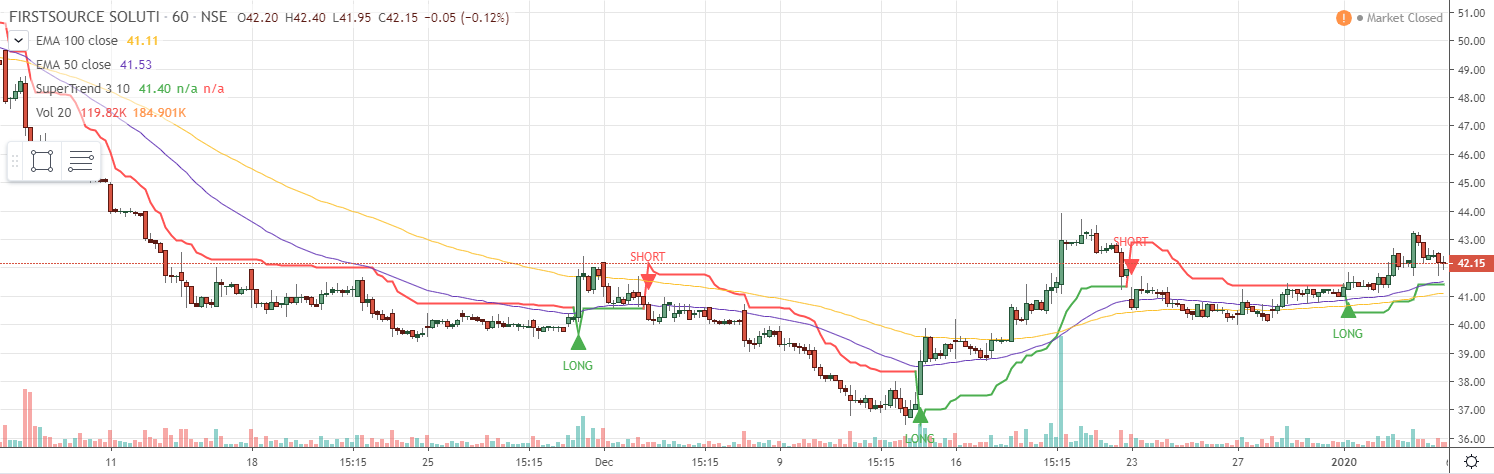 FIRSTSOURCE SOLUTI · 60 · NSE O42.20 H42.40 L41.95 C42.15 −0.05 (−0.12%)
! Market Closed
EMA 100 close 41.11
EMA 50 close 41.53
SuperTrend 3 10 41.40 n/a n/a
Vol 20 119.82K 184.901K
51.00
50.00
49.00
48.00
47.00
46.00
45.00
44.00
43.00
42.15
41.00
40.00
39.00
38.00
37.00
36.00
SHORT
SHORT
LONG
LONG
LONG
11 18 15:15 25 15:15 Dec 15:15 9 15:15 16 15:15 23 27 2020 6